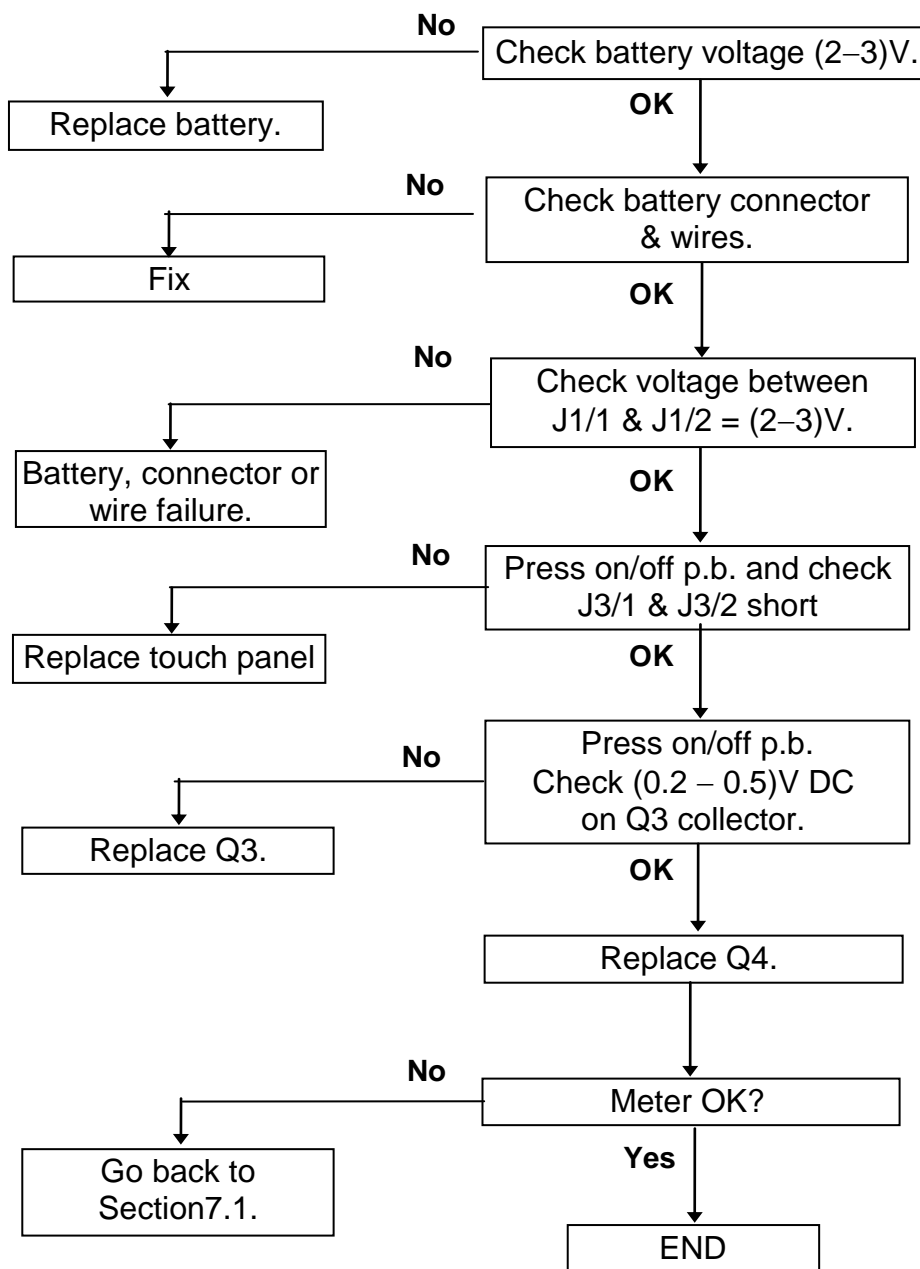 No
Check battery voltage (2–3)V.
OK
Replace battery.
No
Check battery connector
& wires.
Fix
OK
No
Check voltage between
J1/1 & J1/2 = (2–3)V.
Battery, connector or
wire failure.
OK
No
Press on/off p.b. and check
J3/1 & J3/2 short
Replace touch panel
OK
No
Press on/off p.b.
Check (0.2 – 0.5)V DC
on Q3 collector.
Replace Q3.
OK
Replace Q4.
No
Meter OK?
Yes
Go back to
Section7.1.
END